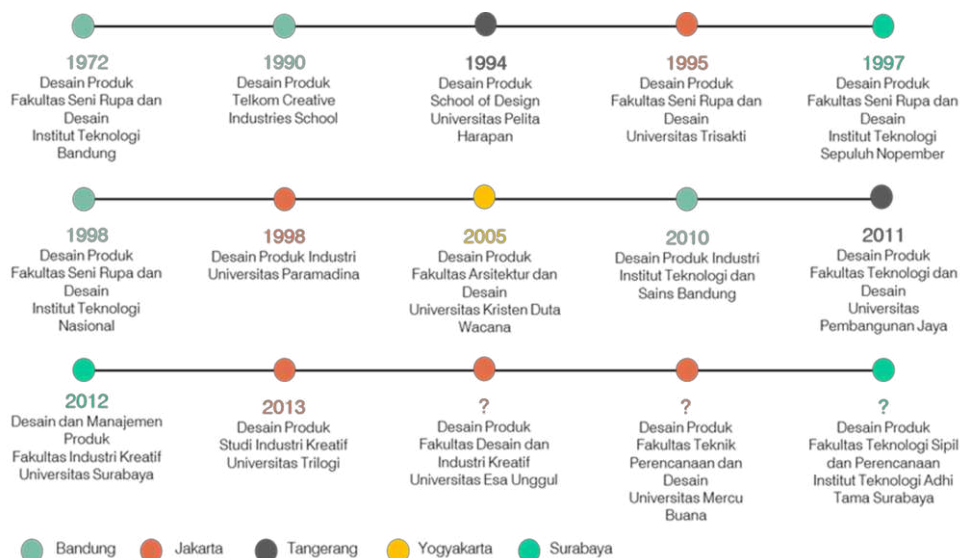 1972
Desain Produk
Fakultas Seni Rupa dan
Desain
Institut Teknologi
Bandung
1990
Desain Produk
Telkom Creative
Industries School
1994
Desain Produk
School of Design
Universitas Pelita
Harapan
1995
Desain Produk
Fakultas Seni Rupa dan
Desain
Universitas Trisakti
1997
Desain Produk
Fakultas Seni Rupa dan
Desain
Institut Teknologi
Sepuluh Nopember
1998
Desain Produk
Fakultas Seni Rupa dan
Desain
Institut Teknologi
Nasional
1998
Desain Produk Industri
Universitas Paramadina
2005
Desain Produk
Fakultas Arsitektur dan
Desain
Universitas Kristen Duta
Wacana
2010
Desain Produk Industri
Institut Teknologi dan
Sains Bandung
2011
Desain Produk
Fakultas Teknologi dan
Desain
Universitas
Pembangunan Jaya
2012
Desain dan Manajemen
Produk
Fakultas Industri Kreatif
Universitas Surabaya
2013
Desain Produk
Studi Industri Kreatif
Universitas Trilogi
?
Desain Produk
Fakultas Desain dan
Industri Kreatif
Universitas Esa Unggul
?
Desain Produk
Fakultas Teknik
Perencanaan dan
Desain
Universitas Mercu
Buana
?
Desain Produk
Fakultas Teknologi Sipil
dan Perencanaan
Institut Teknologi Adhi
Tama Surabaya
Bandung
Jakarta
Tangerang
Yogyakarta
Surabaya